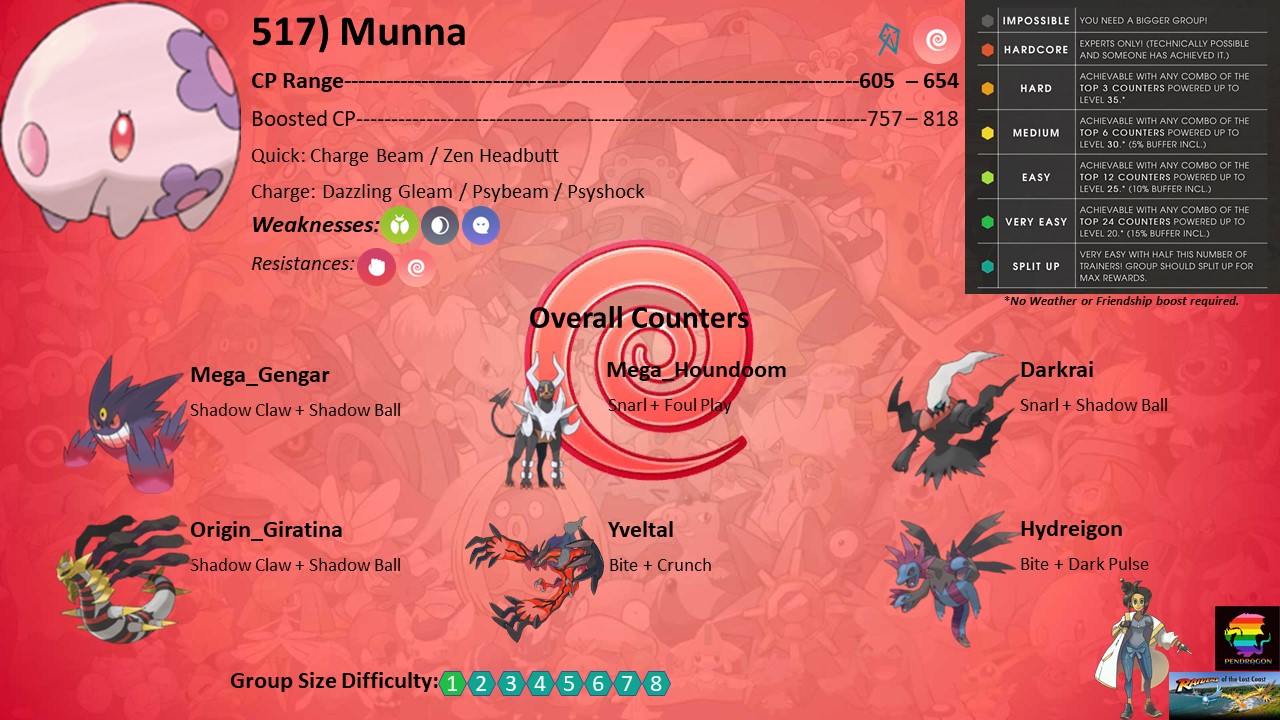 517) Munna
CP Range---605 – 654
Boosted CP---757 – 818
Quick: Charge Beam / Zen Headbutt
Charge: Dazzling Gleam / Psybeam / Psyshock
Weaknesses:
Resistances:
IMPOSSIBLE YOU NEED A BIGGER GROUP!
HARDCORE EXPERTS ONLY! (TECHNICALLY POSSIBLE
AND SOMEONE HAS ACHIEVED IT.)
HARD ACHIEVABLE WITH ANY COMBO OF THE
TOP 3 COUNTERS POWERED UP TO
LEVEL 35.*
MEDIUM ACHIEVABLE WITH ANY COMBO OF THE
TOP 6 COUNTERS POWERED UP TO
LEVEL 30.* (5% BUFFER INCL.)
EASY ACHIEVABLE WITH ANY COMBO OF THE
TOP 12 COUNTERS POWERED UP TO
LEVEL 25.* (10% BUFFER INCL.)
VERY EASY ACHIEVABLE WITH ANY COMBO OF THE
TOP 24 COUNTERS POWERED UP TO
LEVEL 20.* (15% BUFFER INCL.)
SPLIT UP VERY EASY WITH HALF THIS NUMBER OF
TRAINERS! GROUP SHOULD SPLIT UP FOR
MAX REWARDS.
*No Weather or Friendship boost required.
Overall Counters
Mega_Gengar
Shadow Claw + Shadow Ball
Mega_Houndoom
Snarl + Foul Play
Darkrai
Snarl + Shadow Ball
Origin_Giratina
Shadow Claw + Shadow Ball
Yveltal
Bite + Crunch
Hydreigon
Bite + Dark Pulse
Group Size Difficulty: 1 2 3 4 5 6 7 8
PENDROGON
RAIDERS of the Lost Coast